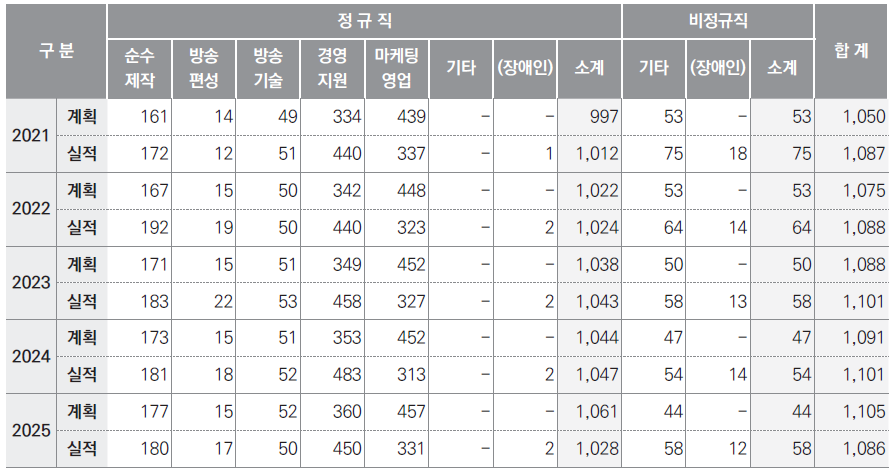 구 분 정 규 직 비정규직 합 계
순수 제작 방송 편성 방송 기술 경영 지원 마케팅 영업 기타 (장애인) 소계 기타 (장애인) 소계
2021 계획 161 14 49 334 439 – – 997 53 – 53 1,050
실적 172 12 51 440 337 – 1 1,012 75 18 75 1,087
2022 계획 167 15 50 342 448 – – 1,022 53 – 53 1,075
실적 192 19 50 440 323 – 2 1,024 64 14 64 1,088
2023 계획 171 15 51 349 452 – – 1,038 50 – 50 1,088
실적 183 22 53 458 327 – 2 1,043 58 13 58 1,101
2024 계획 173 15 51 353 452 – – 1,044 47 – 47 1,091
실적 181 18 52 483 313 – 2 1,047 54 14 54 1,101
2025 계획 177 15 52 360 457 – – 1,061 44 – 44 1,105
실적 180 17 50 450 331 – 2 1,028 58 12 58 1,086